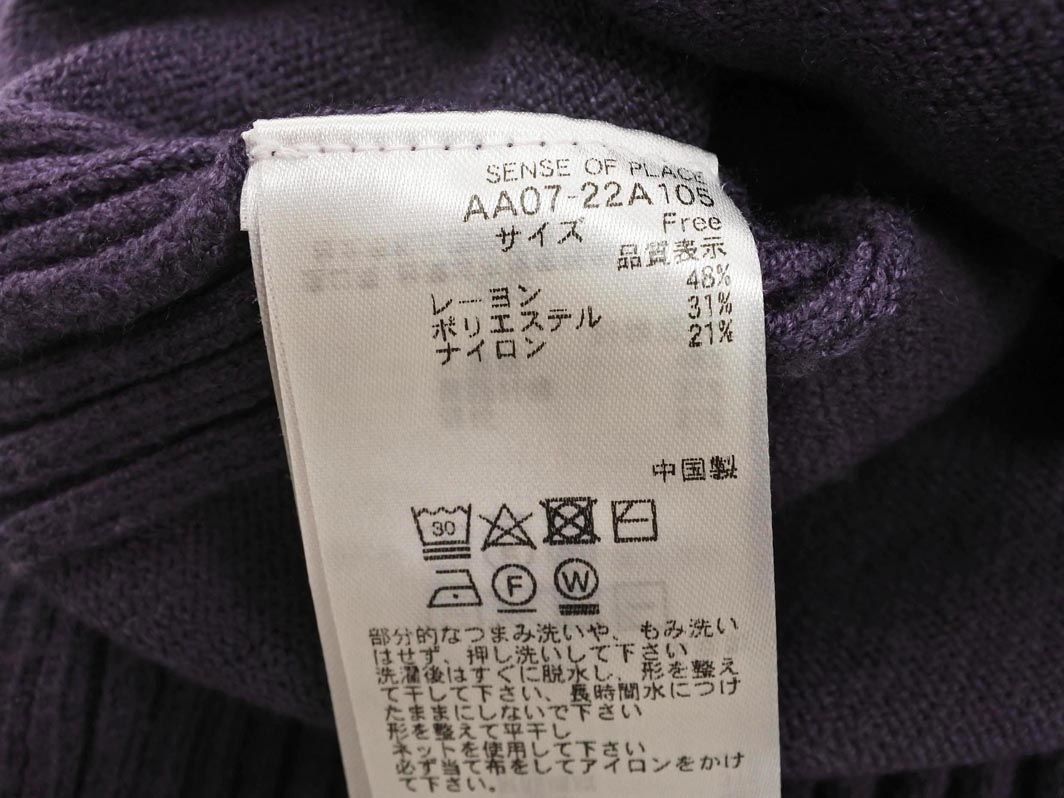 SENSE OF PLACE
AA07-22A105
サイズ Free
品質表示
レーヨン 48%
ポリエステル 31%
ナイロン 21%
中国製
30
F W
部分的なつまみ洗いや、もみ洗い
はせず、押し洗いして下さい
洗濯後はすぐに脱水し、形を整え
て干して下さい、長時間水につけ
たままにしないで下さい
形を整えて平干し
ネットを使用して下さい
必ず当て布をしてアイロンをかけ
て下さい。